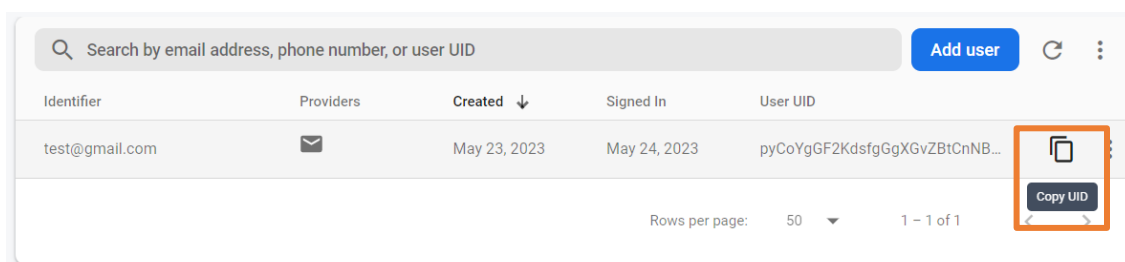 Search by email address, phone number, or user UID
Add user
Identifier Providers Created Signed In User UID
test@gmail.com May 23, 2023 May 24, 2023 pyCoYgGF2KdsfgGgXGvZBtCnNB...
Copy UID
Rows per page: 50 1 – 1 of 1